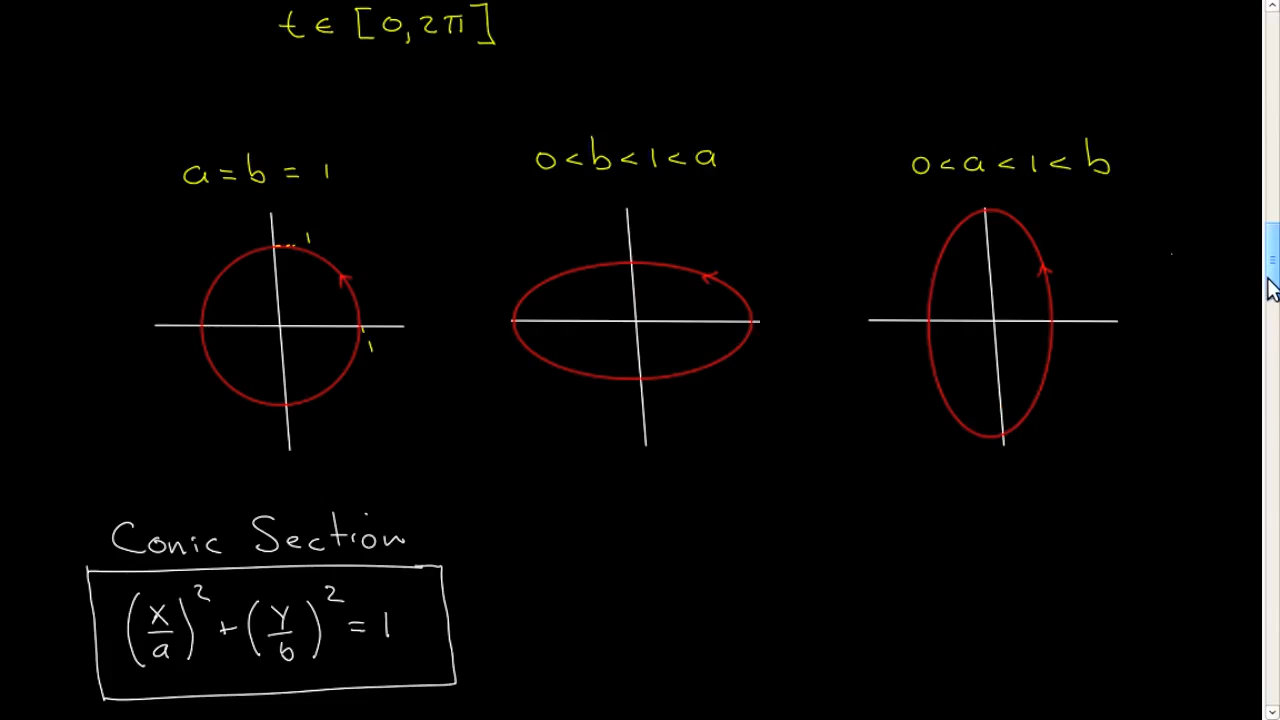 t ∈ [0, 2π]
a = b = 1
0 < b < 1 < a
0 < a < 1 < b
1
1
Conic Section
(x/a)² + (y/b)² = 1